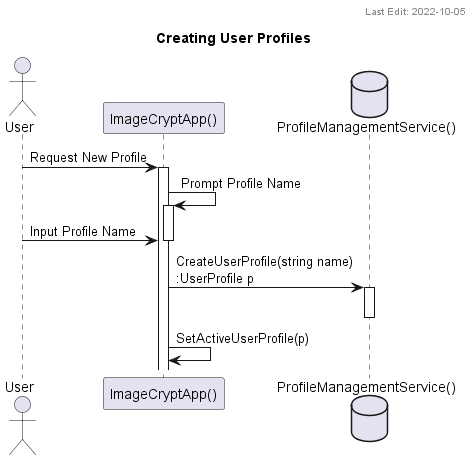 Last Edit: 2022-10-05
Creating User Profiles
User
ImageCryptApp()
ProfileManagementService()
Request New Profile
Prompt Profile Name
Input Profile Name
CreateUserProfile(string name)
:UserProfile p
SetActiveUserProfile(p)
User
ImageCryptApp()
ProfileManagementService()